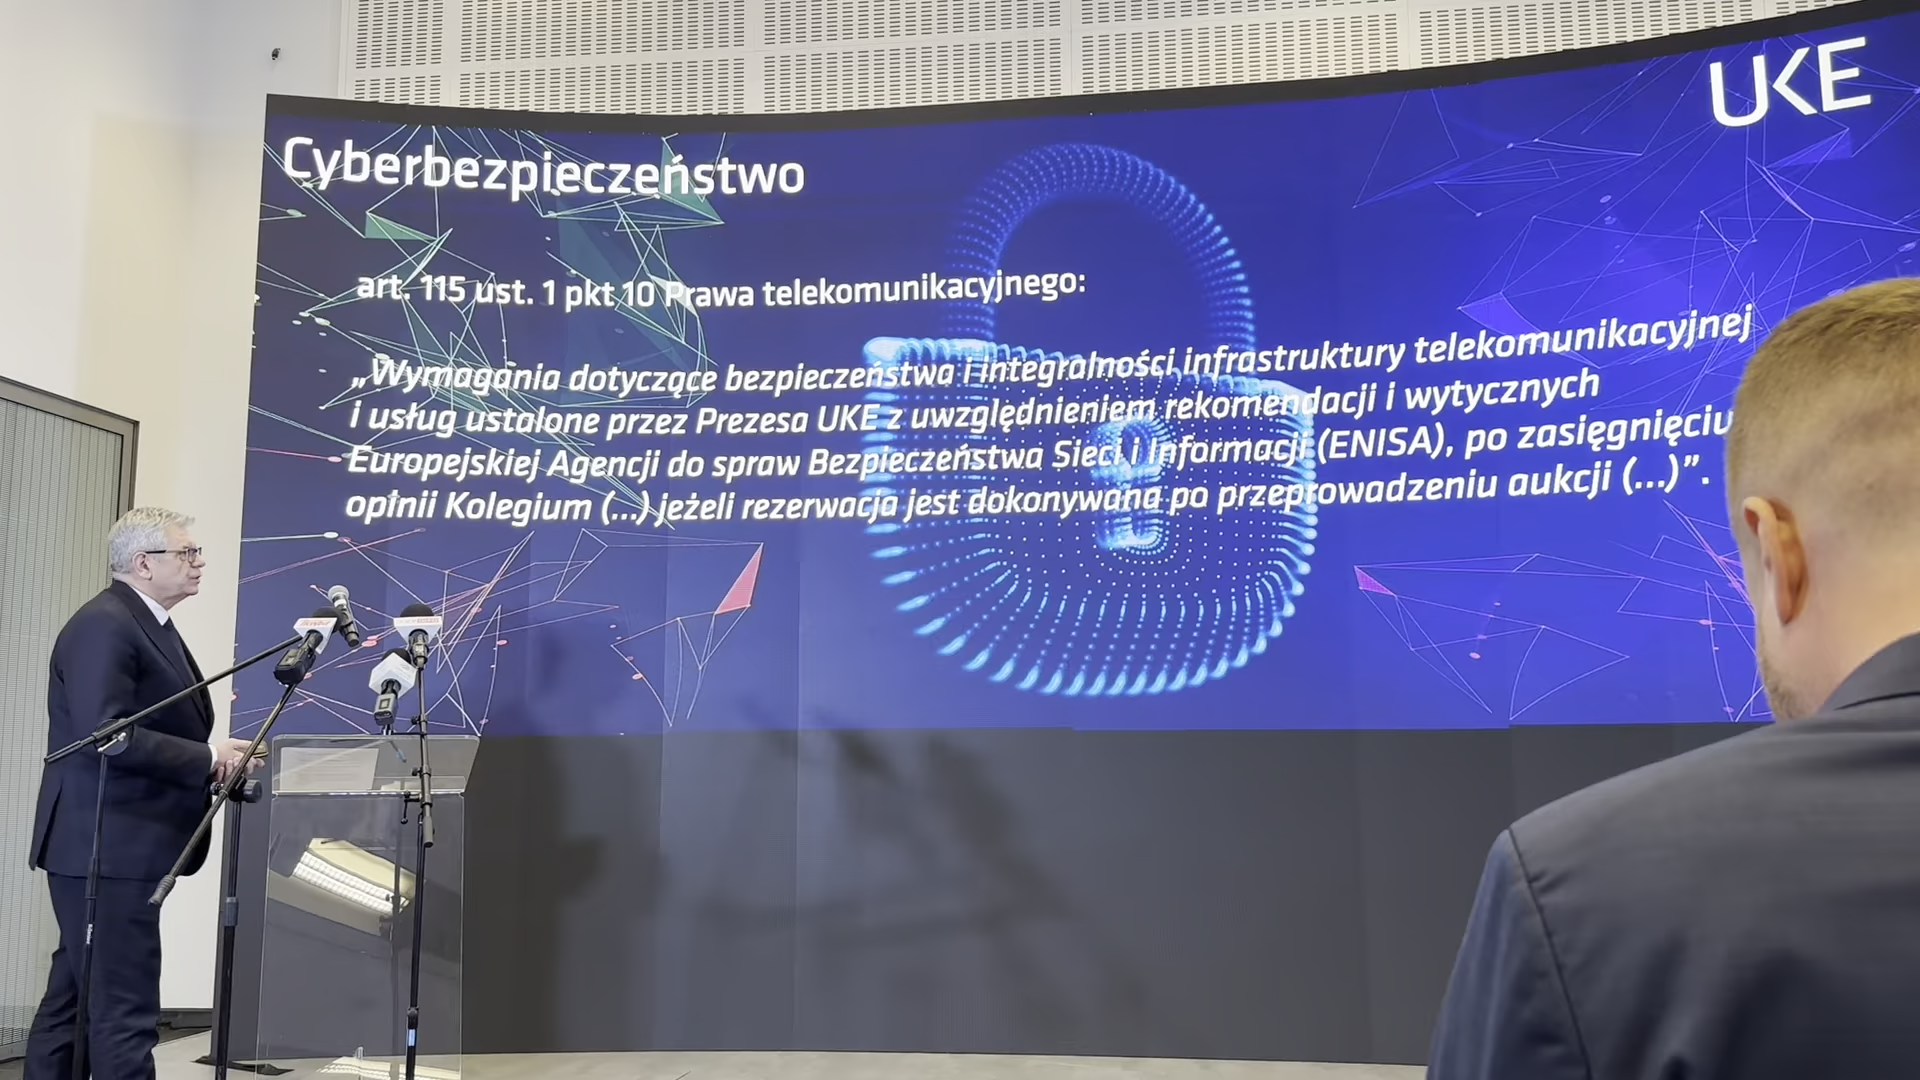 UKE
Cyberbezpieczeństwo
art. 115 ust. 1 pkt 10 Prawa telekomunikacyjnego:
„Wymagania dotyczące bezpieczeństwa i integralności infrastruktury telekomunikacyjnej
i usług ustalone przez Prezesa UKE z uwzględnieniem rekomendacji i wytycznych
Europejskiej Agencji do spraw Bezpieczeństwa Sieci i Informacji (ENISA), po zasięgnięciu
opinii Kolegium (...) jeżeli rezerwacja jest dokonywana po przeprowadzeniu aukcji (...)”.